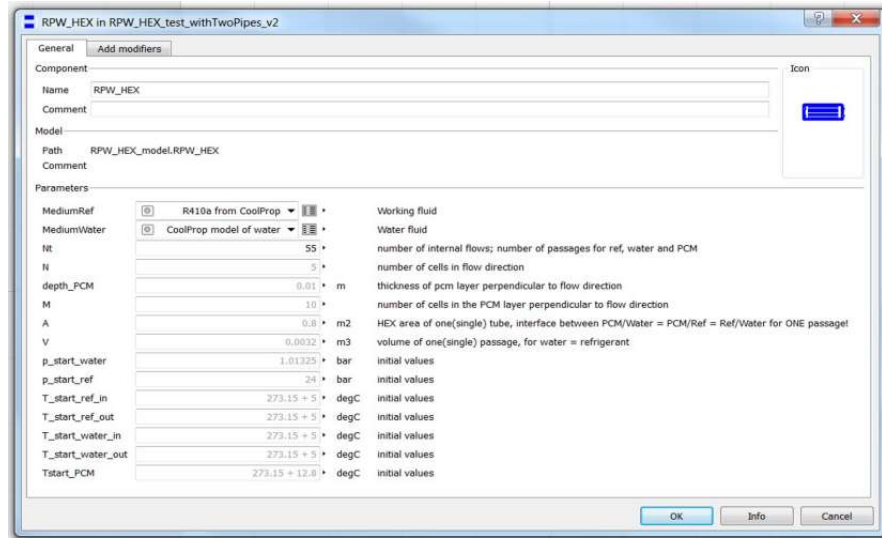 RPW_HEX in RPW_HEX_test_withTwoPipes_v2
General Add modifiers
Component Icon
Name RPW_HEX
Comment
Model
Path RPW_HEX_model.RPW_HEX
Comment
Parameters
MediumRef R410a from CoolProp Working fluid
MediumWater CoolProp model of water Water fluid
Nt 55 number of internal flows; number of passages for ref, water and PCM
N 5 number of cells in flow direction
depth_PCM 0.01 m thickness of pcm layer perpendicular to flow direction
M 10 number of cells in the PCM layer perpendicular to flow direction
A 0.8 m2 HEX area of one(single) tube, interface between PCM/Water = PCM/Ref = Ref/Water for ONE passage!
V 0.0032 m3 volume of one(single) passage, for water = refrigerant
p_start_water 1.01325 bar initial values
p_start_ref 24 bar initial values
T_start_ref_in 273.15 + 5 degC initial values
T_start_ref_out 273.15 + 5 degC initial values
T_start_water_in 273.15 + 5 degC initial values
T_start_water_out 273.15 + 5 degC initial values
Tstart_PCM 273.15 + 12.8 degC initial values
OK Info Cancel